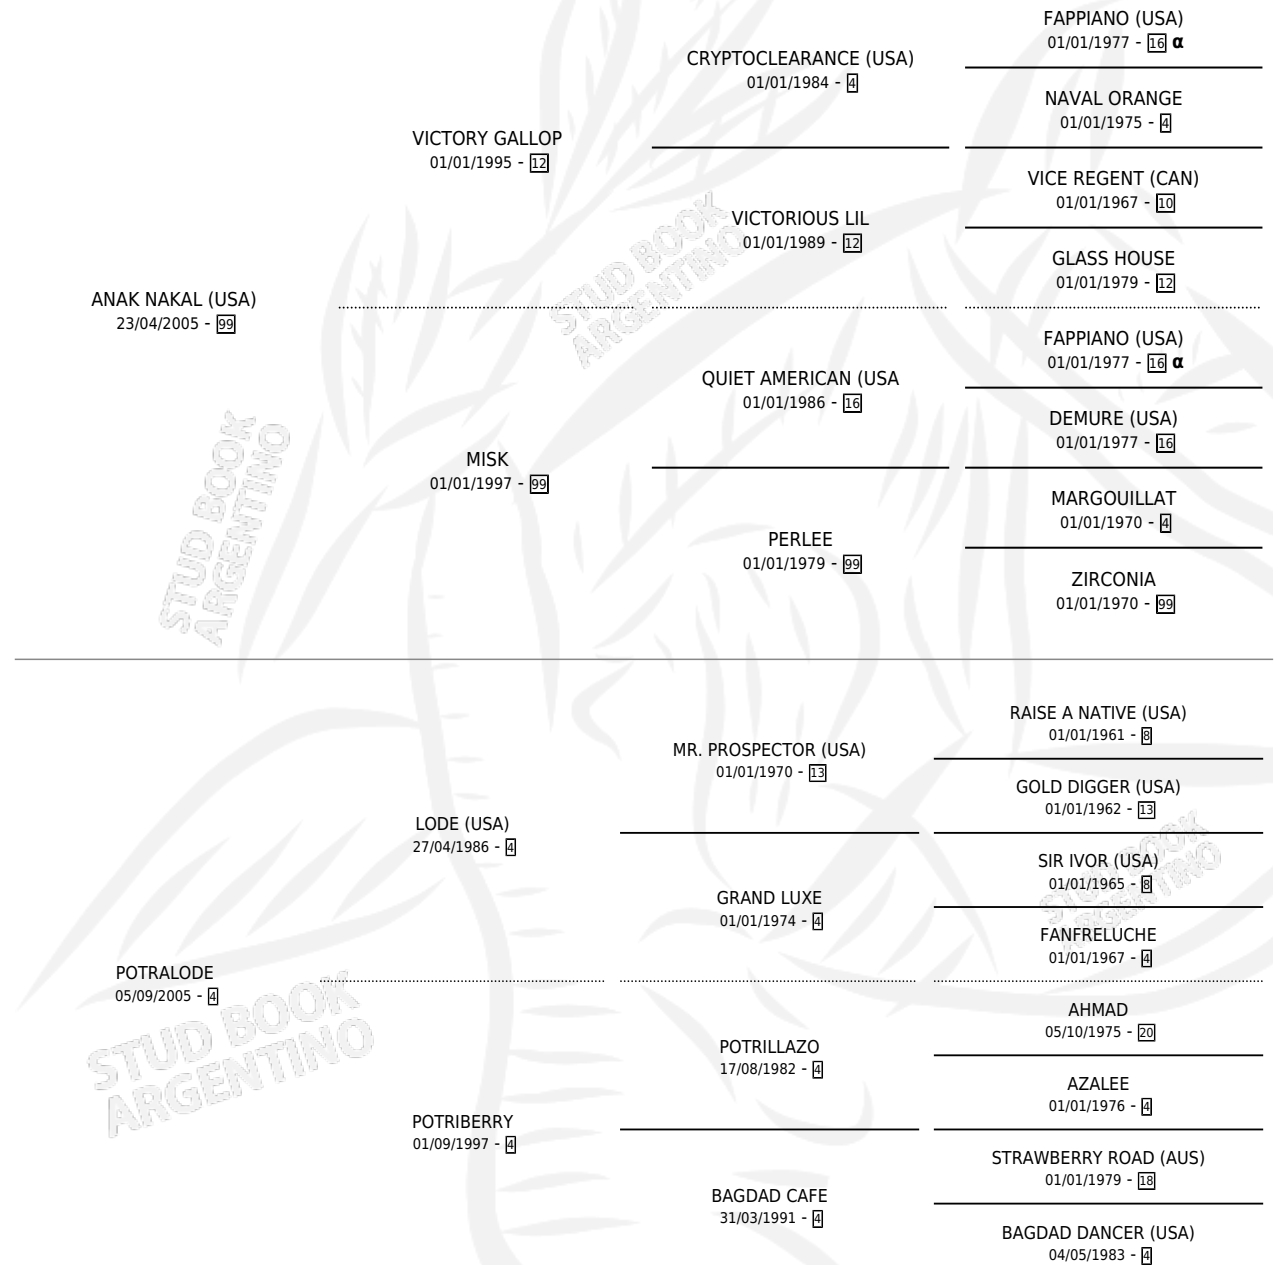 FAPPIANO (USA)
01/01/1977 - 16 α
CRYPTOCLEARANCE (USA)
01/01/1984 - 4
NAVAL ORANGE
01/01/1975 - 4
VICTORY GALLOP
01/01/1995 - 12
VICE REGENT (CAN)
01/01/1967 - 10
VICTORIOUS LIL
01/01/1989 - 12
GLASS HOUSE
01/01/1979 - 12
ANAK NAKAL (USA)
23/04/2005 - 99
FAPPIANO (USA)
01/01/1977 - 16 α
QUIET AMERICAN (USA
01/01/1986 - 16
DEMURE (USA)
01/01/1977 - 16
MISK
01/01/1997 - 99
MARGOUILLAT
01/01/1970 - 4
PERLEE
01/01/1979 - 99
ZIRCONIA
01/01/1970 - 99
RAISE A NATIVE (USA)
01/01/1961 - 8
MR. PROSPECTOR (USA)
01/01/1970 - 13
GOLD DIGGER (USA)
01/01/1962 - 13
LODE (USA)
27/04/1986 - 4
SIR IVOR (USA)
01/01/1965 - 8
GRAND LUXE
01/01/1974 - 4
FANFRELUCHE
01/01/1967 - 4
POTRALODE
05/09/2005 - 4
AHMAD
05/10/1975 - 20
POTRILLAZO
17/08/1982 - 4
AZALEE
01/01/1976 - 4
POTRIBERRY
01/09/1997 - 4
STRAWBERRY ROAD (AUS)
01/01/1979 - 18
BAGDAD CAFE
31/03/1991 - 4
BAGDAD DANCER (USA)
04/05/1983 - 4
STUD BOOK
ARGENTINO
STUD BOOK
ARGENTINO
STUD BOOK
ARGENTINO
STUD BOOK
ARGENTINO